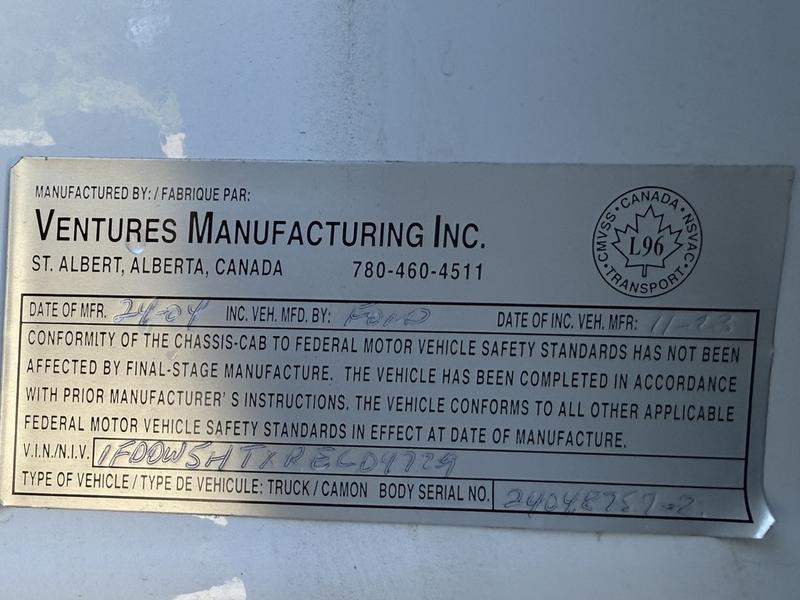 MANUFACTURED BY: / FABRIQUE PAR:
VENTURES MANUFACTURING INC.
ST. ALBERT, ALBERTA, CANADA 780-460-4511
CMVSS · CANADA · NSVAC · TRANSPORT ·
L96
DATE OF MFR. 24-04 INC. VEH. MFD. BY: FORD DATE OF INC. VEH. MFR: 11-23
CONFORMITY OF THE CHASSIS-CAB TO FEDERAL MOTOR VEHICLE SAFETY STANDARDS HAS NOT BEEN
AFFECTED BY FINAL-STAGE MANUFACTURE. THE VEHICLE HAS BEEN COMPLETED IN ACCORDANCE
WITH PRIOR MANUFACTURER'S INSTRUCTIONS. THE VEHICLE CONFORMS TO ALL OTHER APPLICABLE
FEDERAL MOTOR VEHICLE SAFETY STANDARDS IN EFFECT AT DATE OF MANUFACTURE.
V.I.N./N.I.V.
TYPE OF VEHICLE / TYPE DE VEHICULE: TRUCK / CAMON BODY SERIAL NO.